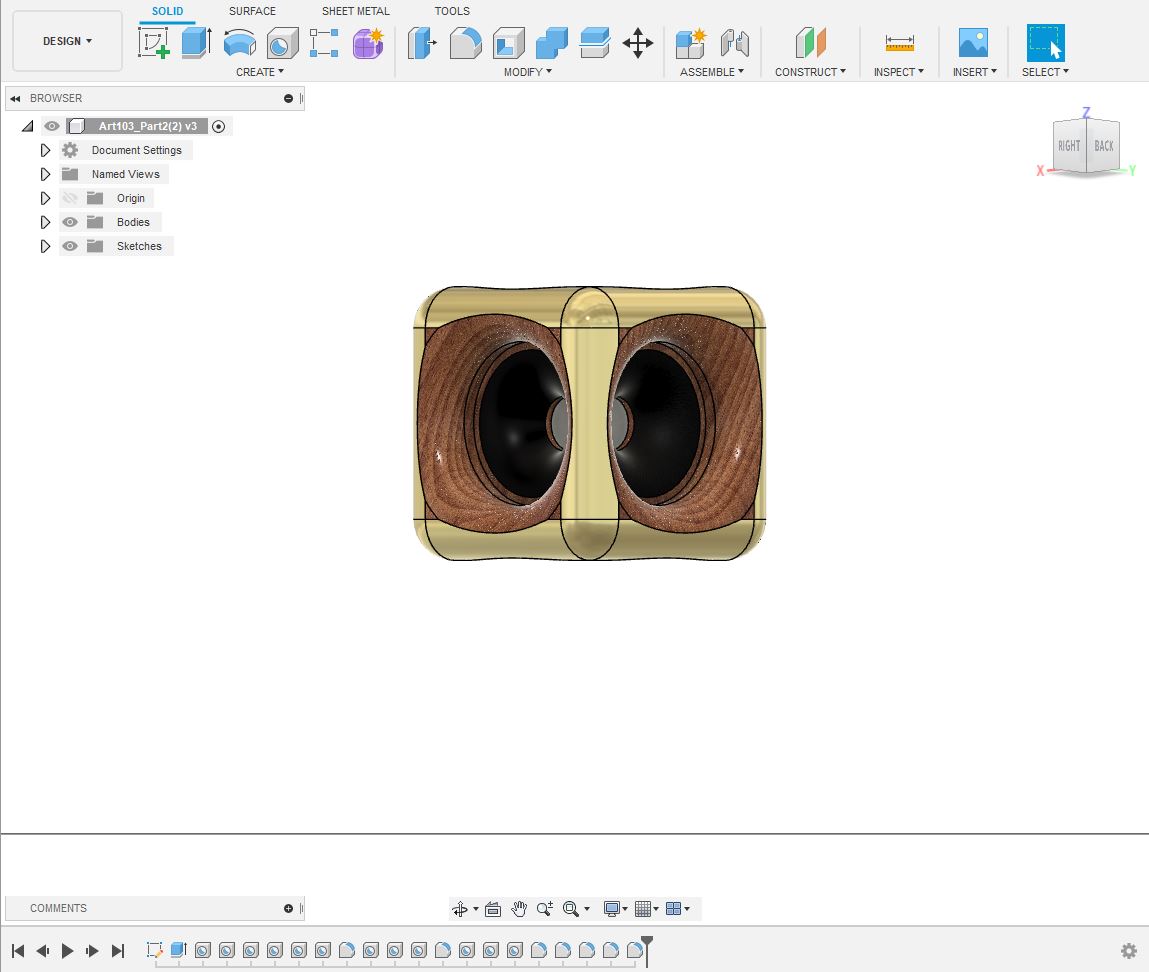 SOLID SURFACE SHEET METAL TOOLS
DESIGN
CREATE MODIFY ASSEMBLE CONSTRUCT INSPECT INSERT SELECT
BROWSER
Art103_Part2(2) v3
Document Settings
Named Views
Origin
Bodies
Sketches
Z
RIGHT BACK
X Y
COMMENTS